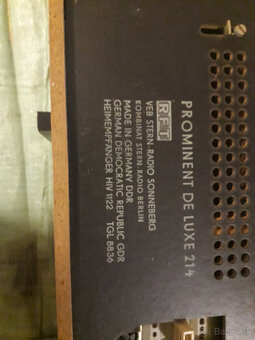 PROMINENT DE LUXE 214
RFT
VEB STERN-RADIO SONNEBERG
KOMBINAT STERN-RADIO BERLIN
MADE IN GERMANY DDR
GERMAN DEMOCRATIC REPUBLIC GDR
HEIMEMPFÄNGER HIV 1122 TGL 8836